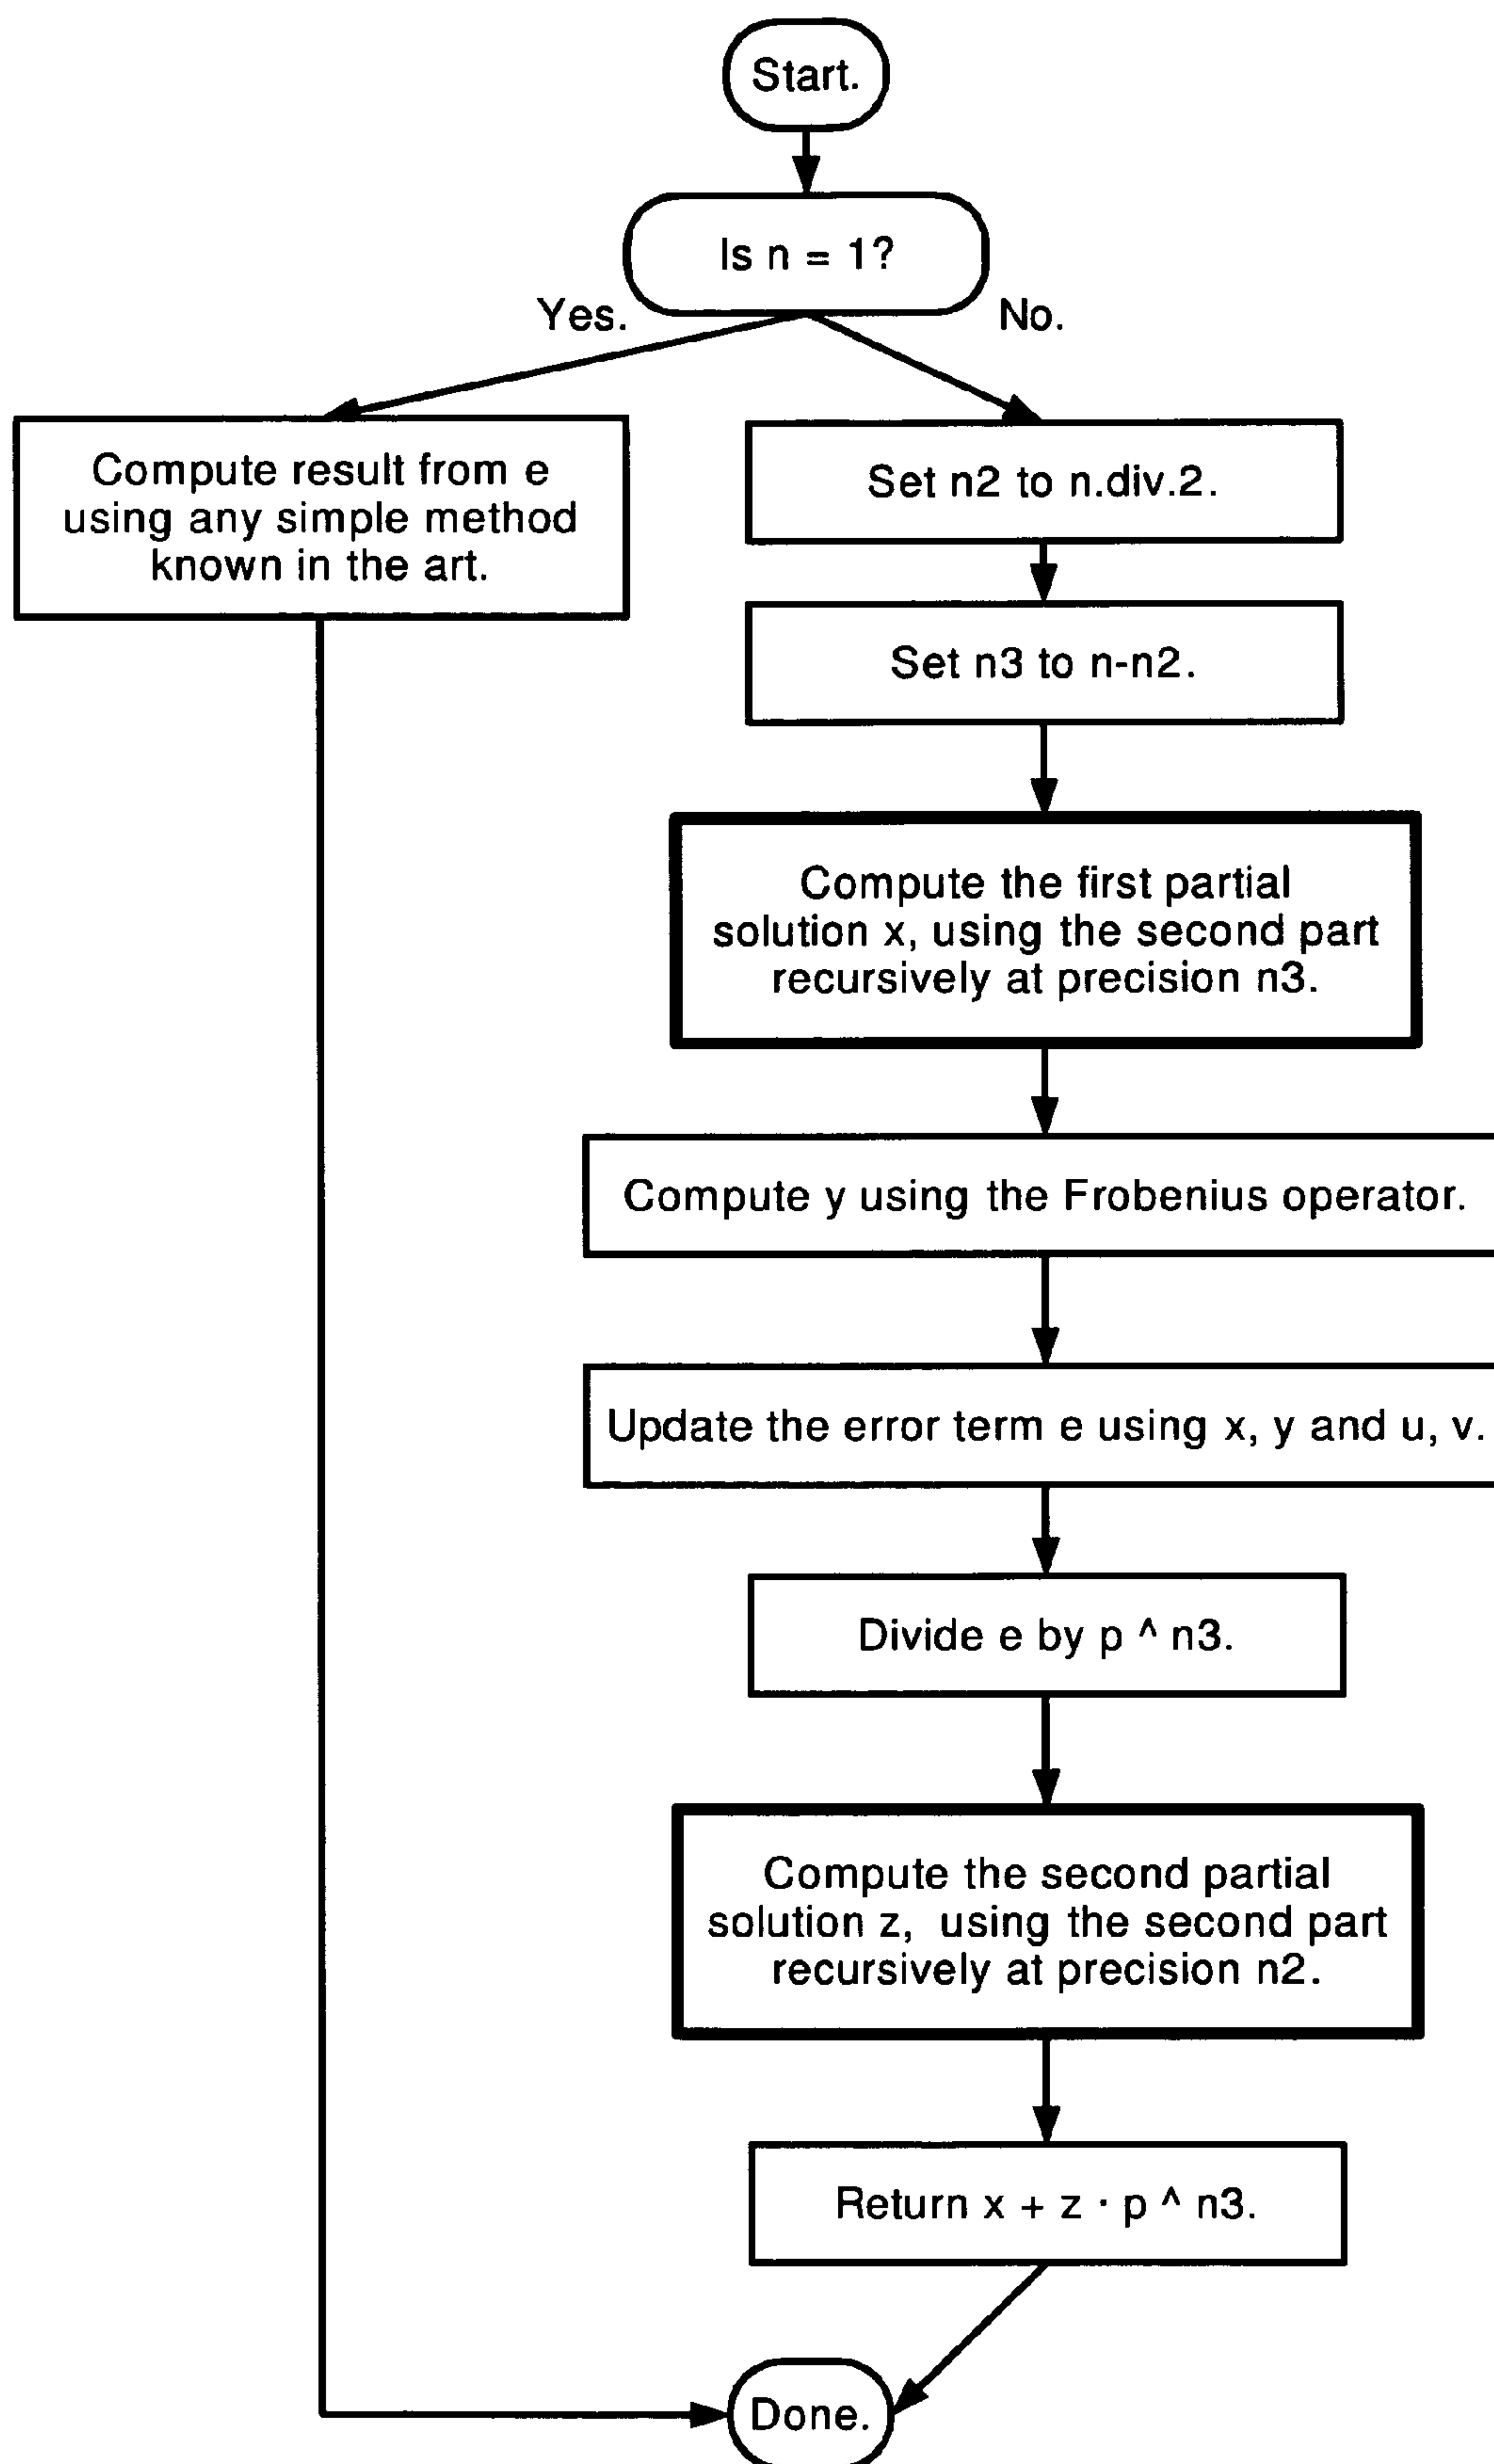 Start.
Is n = 1?
Yes.
No.
Compute result from e
using any simple method
known in the art.
Set n2 to n.div.2.
Set n3 to n-n2.
Compute the first partial
solution x, using the second part
recursively at precision n3.
Compute y using the Frobenius operator.
Update the error term e using x, y and u, v.
Divide e by p ^ n3.
Compute the second partial
solution z, using the second part
recursively at precision n2.
Return x + z · p ^ n3.
Done.